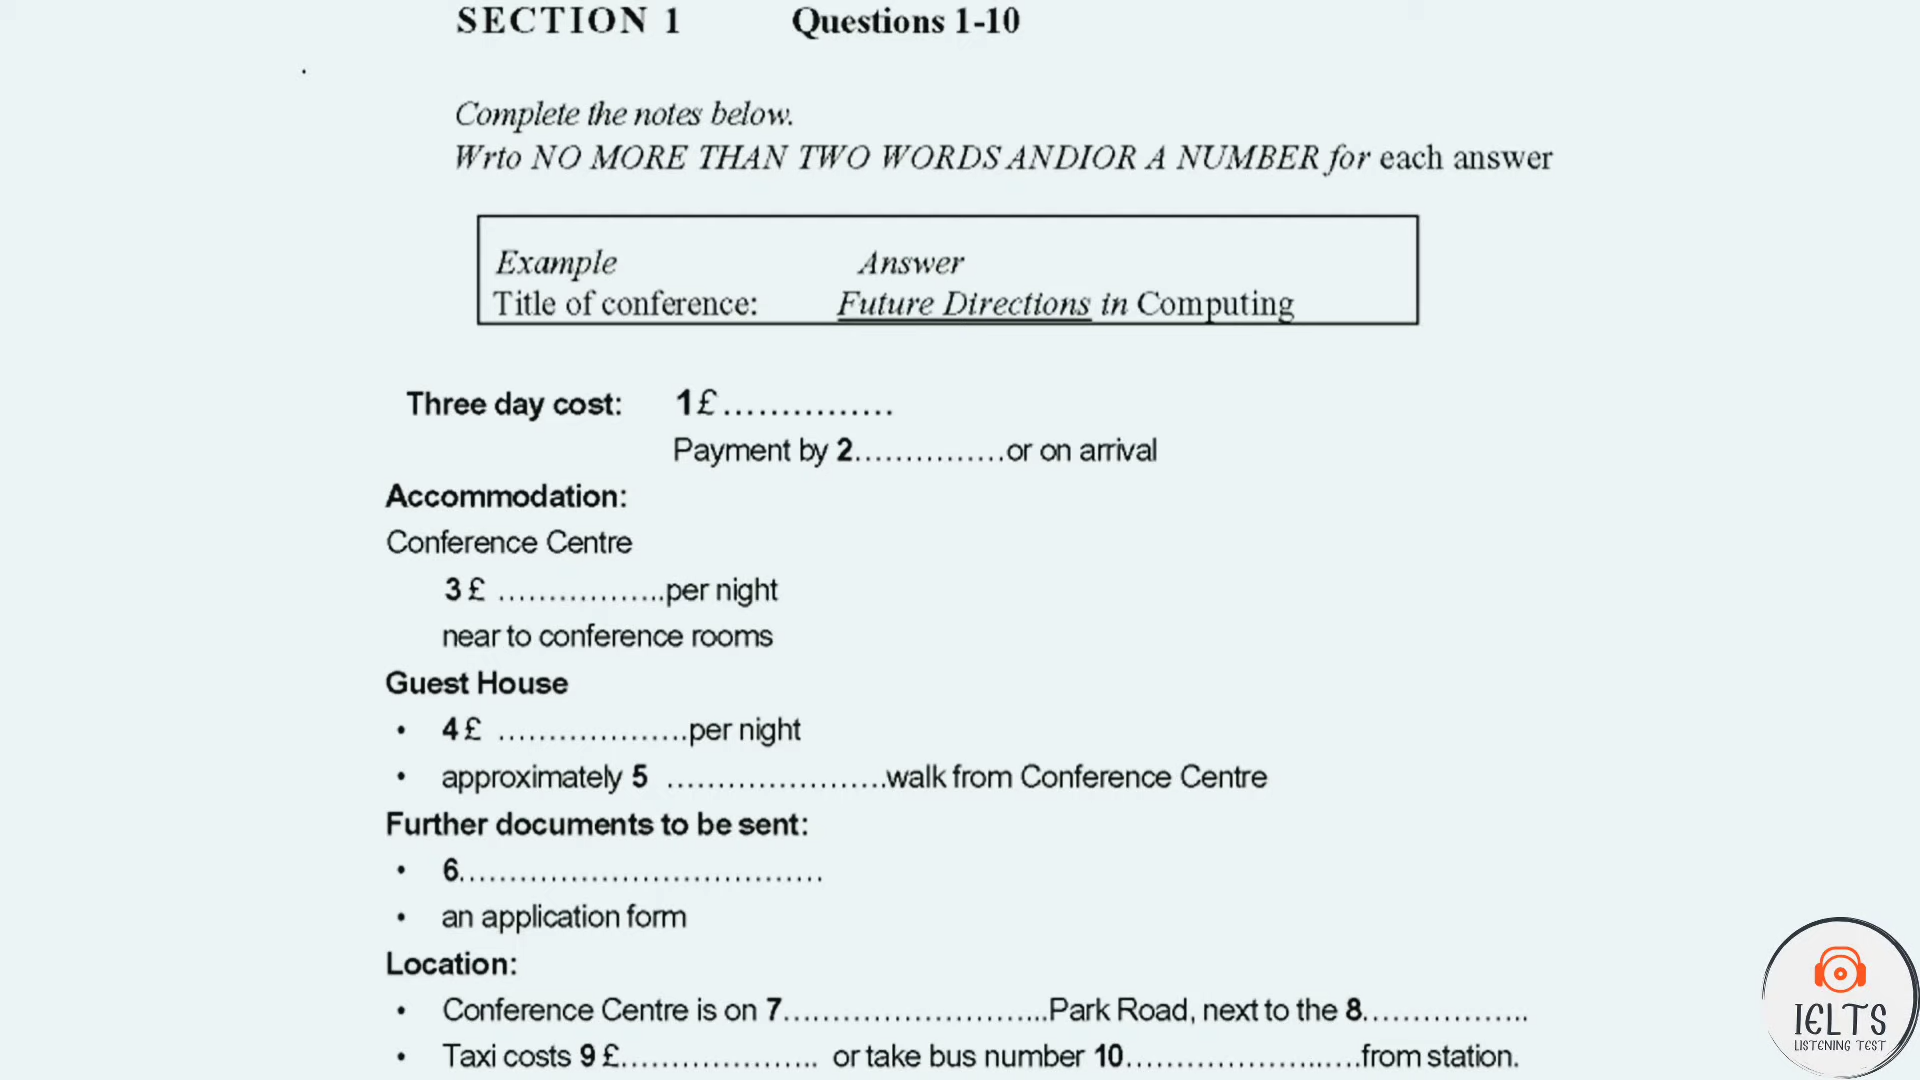 SECTION 1 Questions 1-10
Complete the notes below.
Wrto NO MORE THAN TWO WORDS ANDIOR A NUMBER for each answer
Example Answer
Title of conference: Future Directions in Computing
Three day cost: 1 £ ...............
Payment by 2...............or on arrival
Accommodation:
Conference Centre
3 £ .................per night
near to conference rooms
Guest House
• 4 £ ...................per night
• approximately 5 ......................walk from Conference Centre
Further documents to be sent:
• 6....................................
• an application form
Location:
• Conference Centre is on 7..........................Park Road, next to the 8................
• Taxi costs 9 £................... or take bus number 10.......................from station.
IELTS
LISTENING TEST